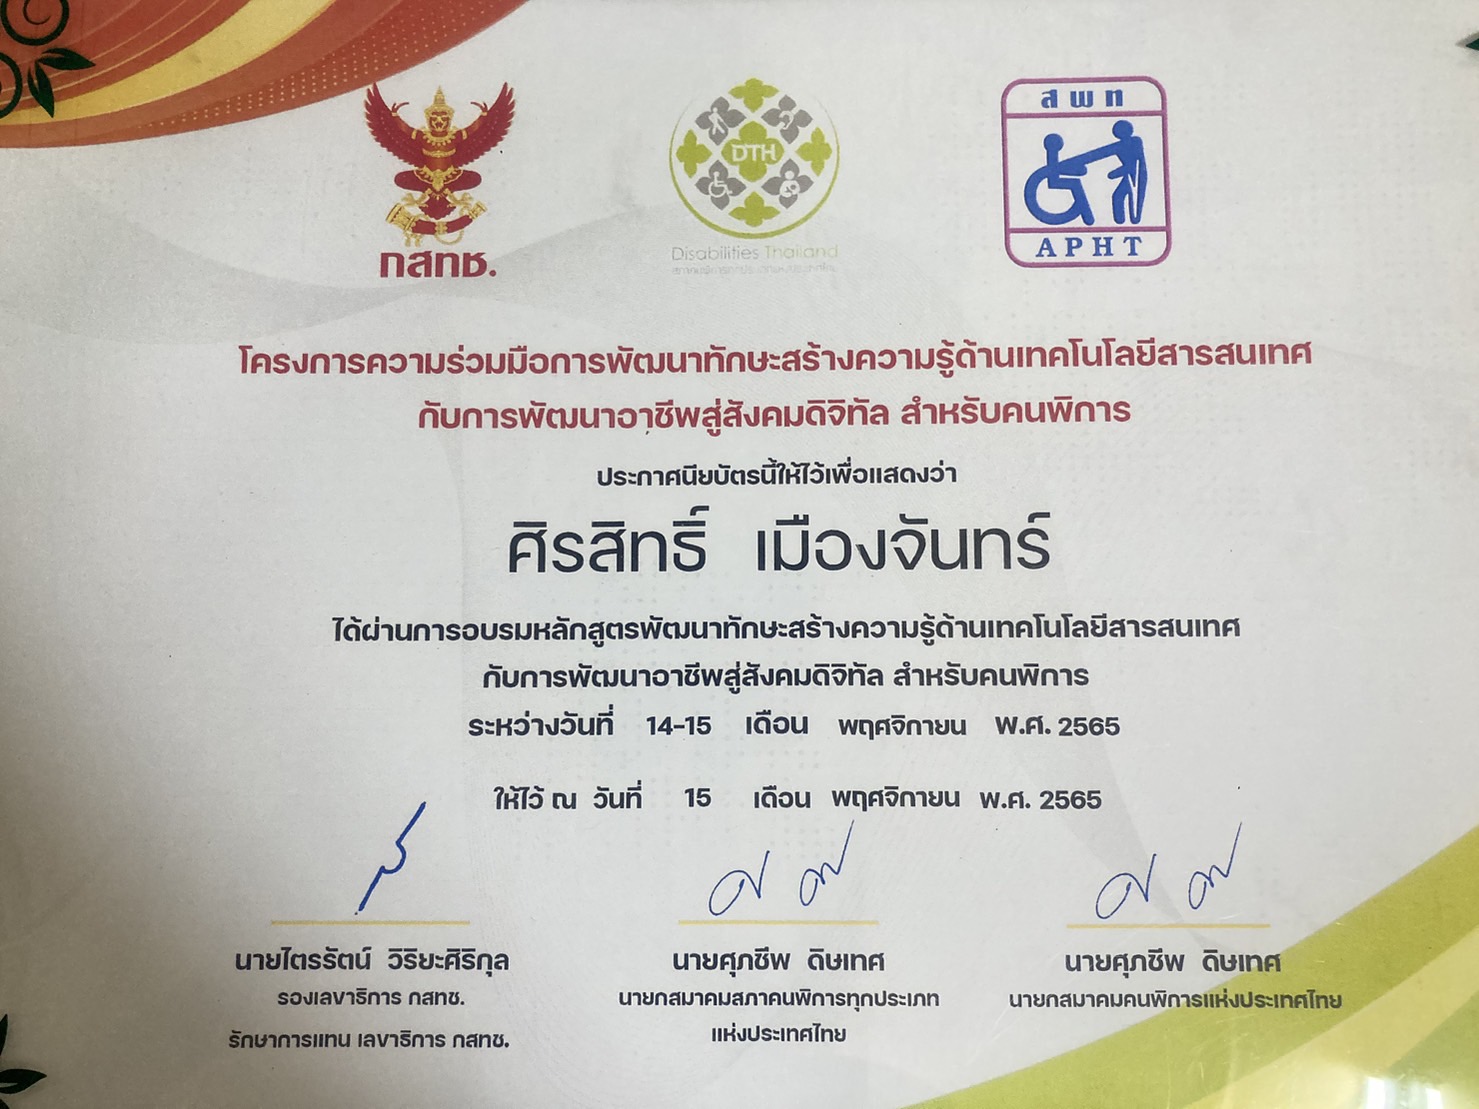 กสทช.
DTH
Disabilities Thailand
สพท
APHT
โครงการความร่วมมือการพัฒนาทักษะสร้างความรู้ด้านเทคโนโลยีสารสนเทศ
กับการพัฒนาอาชีพสู่สังคมดิจิทัล สำหรับคนพิการ
ประกาศนียบัตรนี้ให้ไว้เพื่อแสดงว่า
ศิรสิทธิ์ เมืองจันทร์
ได้ผ่านการอบรมหลักสูตรพัฒนาทักษะสร้างความรู้ด้านเทคโนโลยีสารสนเทศ
กับการพัฒนาอาชีพสู่สังคมดิจิทัล สำหรับคนพิการ
ระหว่างวันที่ 14-15 เดือน พฤศจิกายน พ.ศ. 2565
ให้ไว้ ณ วันที่ 15 เดือน พฤศจิกายน พ.ศ. 2565
นายไตรรัตน์ วิริยะศิริกุล
รองเลขาธิการ กสทช.
รักษาการแทน เลขาธิการ กสทช.
นายศุภชีพ ดิษเทศ
นายกสมาคมสภาคนพิการทุกประเภท
แห่งประเทศไทย
นายศุภชีพ ดิษเทศ
นายกสมาคมคนพิการแห่งประเทศไทย